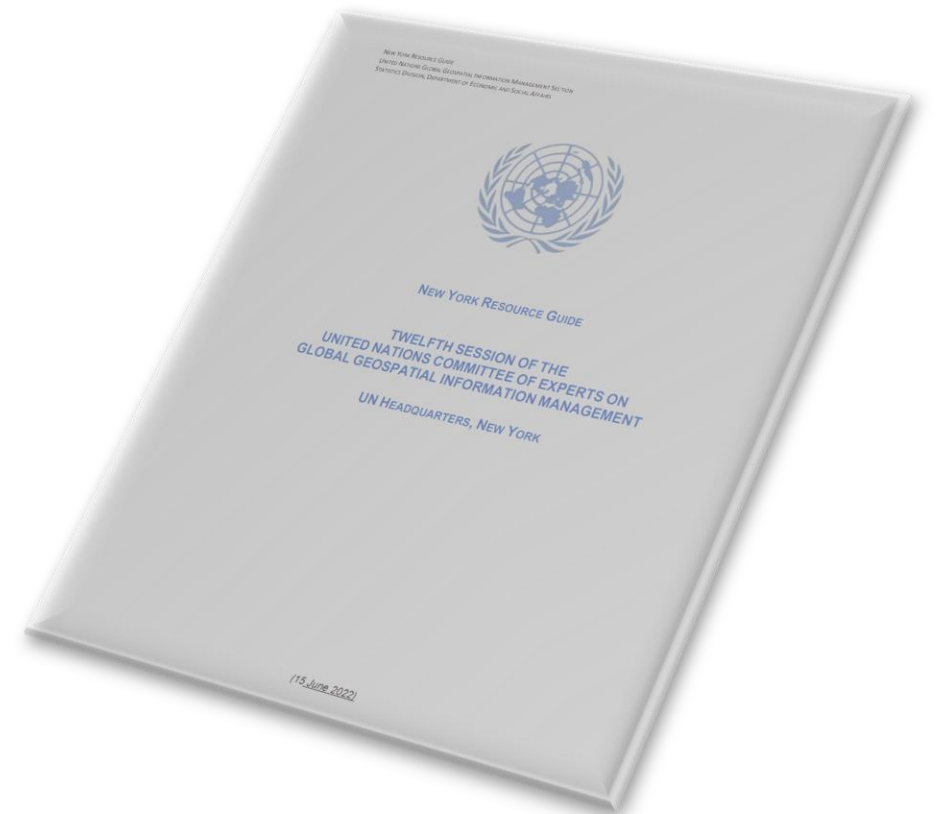 New York Resource Guide
United Nations Global Geospatial Information Management Section
Statistics Division, Department of Economic and Social Affairs
New York Resource Guide
TWELFTH SESSION OF THE
UNITED NATIONS COMMITTEE OF EXPERTS ON
GLOBAL GEOSPATIAL INFORMATION MANAGEMENT
UN Headquarters, New York
(15 June 2022)